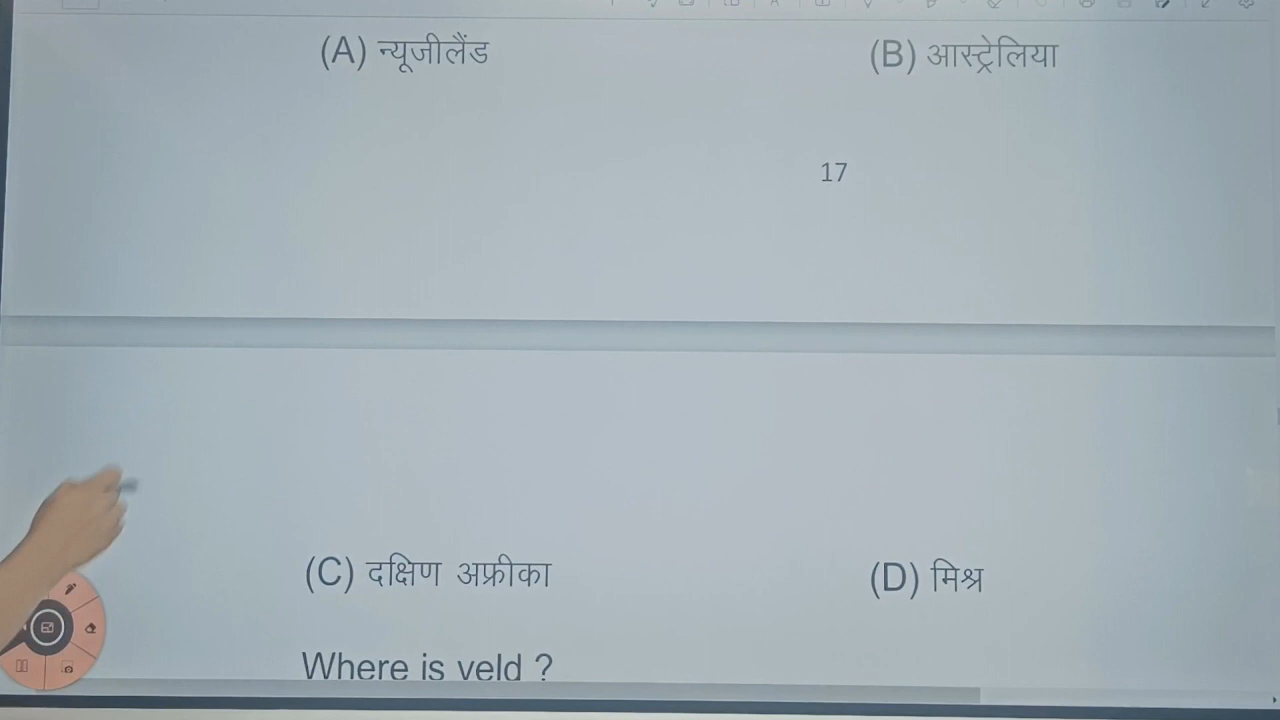 (A) न्यूजीलैंड (B) आस्ट्रेलिया
17
(C) दक्षिण अफ्रीका (D) मिश्र
Where is veld ?